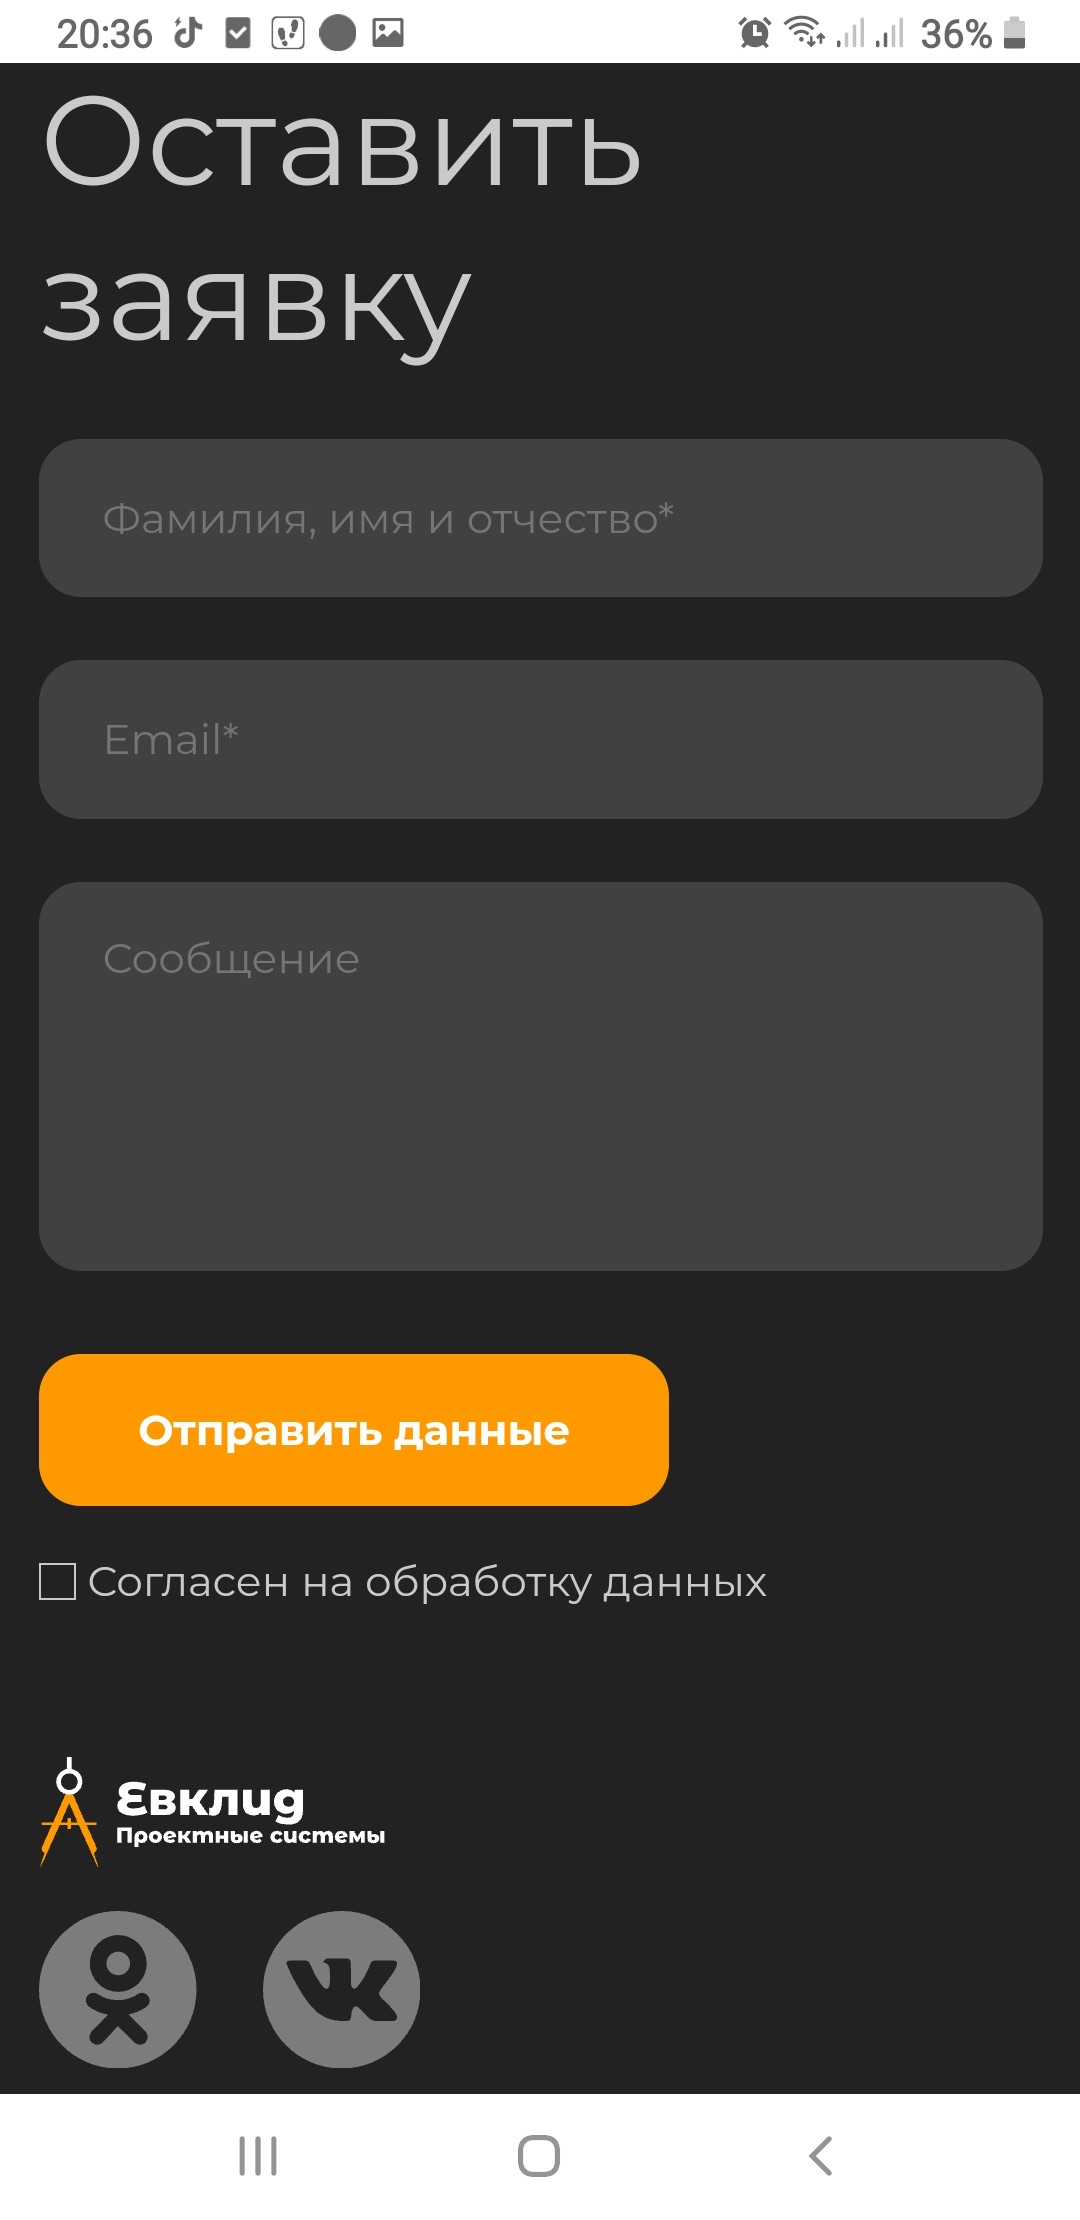 20:36 36%
Оставить
заявку
Фамилия, имя и отчество*
Email*
Сообщение
Отправить данные
Согласен на обработку данных
Евклид
Проектные системы